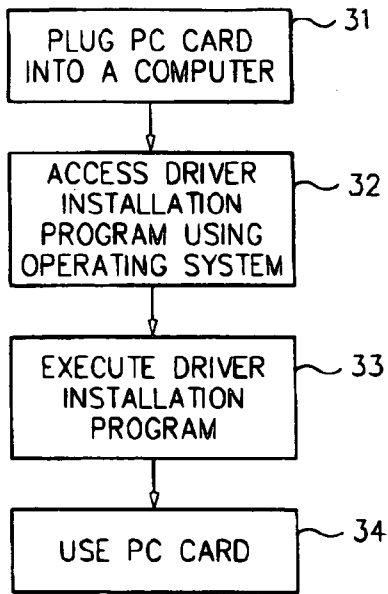 31
PLUG PC CARD
INTO A COMPUTER
32
ACCESS DRIVER
INSTALLATION
PROGRAM USING
OPERATING SYSTEM
33
EXECUTE DRIVER
INSTALLATION
PROGRAM
34
USE PC CARD